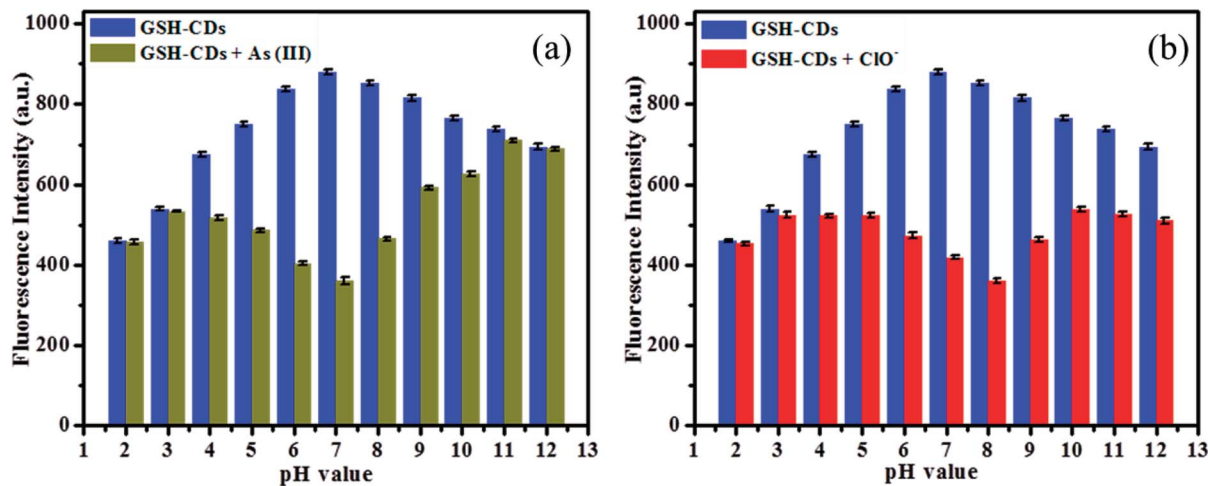 1000
800
600
400
200
0
Fluorescence Intensity (a.u.)
GSH-CDs
GSH-CDs + As (III)
(a)
1 2 3 4 5 6 7 8 9 10 11 12 13
pH value
1000
800
600
400
200
0
Fluorescence Intensity (a.u)
GSH-CDs
GSH-CDs + ClO⁻
(b)
1 2 3 4 5 6 7 8 9 10 11 12 13
pH value